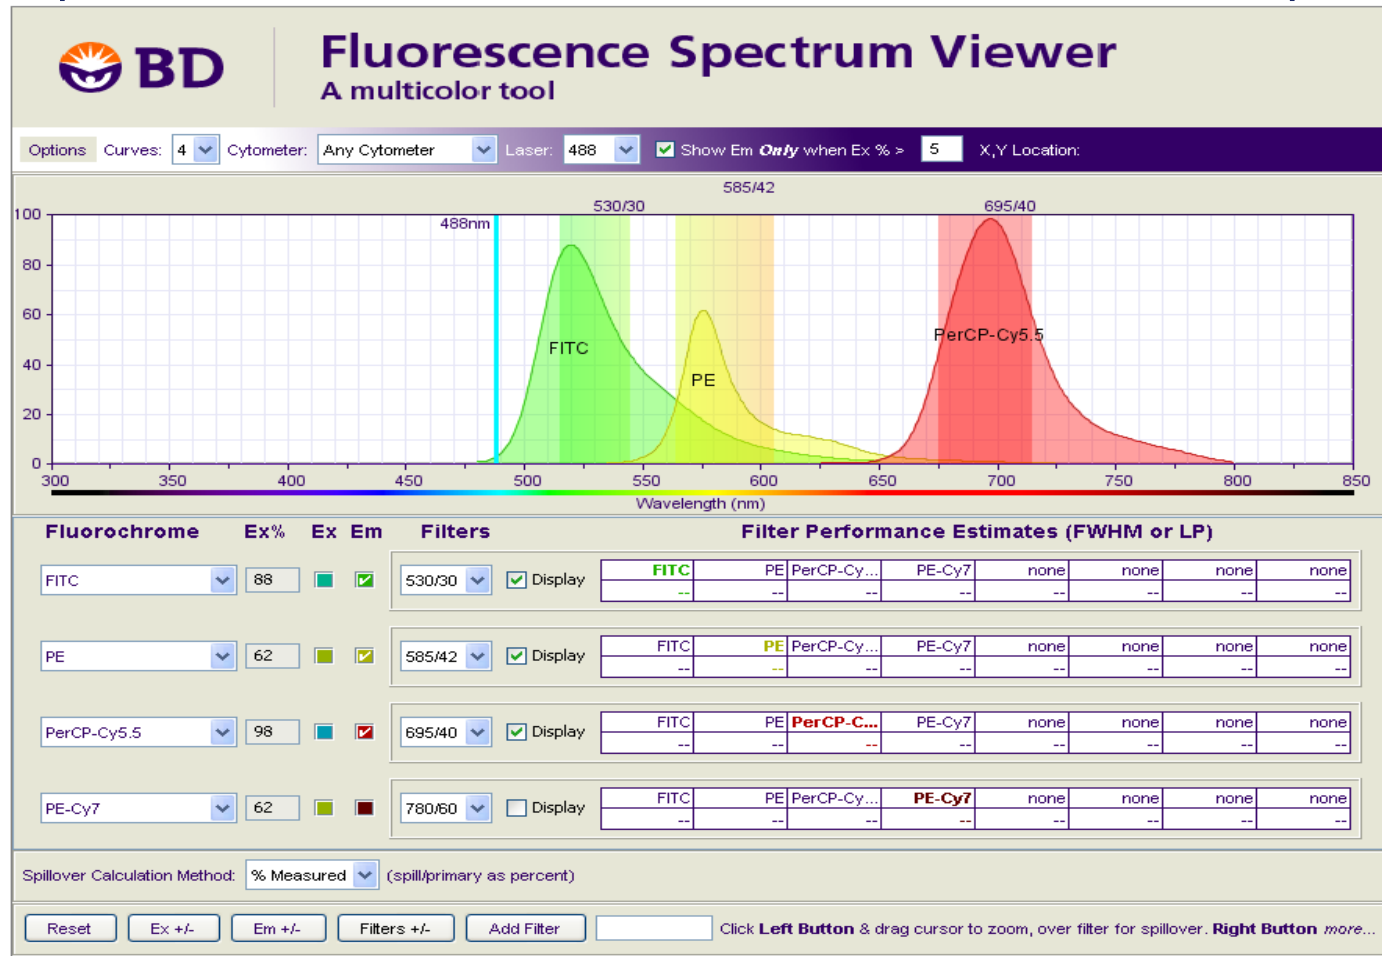 BD
Fluorescence Spectrum Viewer
A multicolor tool
Options Curves: 4 Cytometer: Any Cytometer Laser: 488 Show Em Only when Ex % > 5 X,Y Location:
585/42
530/30 695/40
488nm
100
80
60
40
20
0
FITC
PE
PerCP-Cy5.5
300 350 400 450 500 550 600 650 700 750 800 850
Wavelength (nm)
Fluorochrome Ex% Ex Em Filters Filter Performance Estimates (FWHM or LP)
FITC 88 530/30 Display FITC PE PerCP-Cy... PE-Cy7 none none none none
-- -- -- -- -- -- -- --
PE 62 585/42 Display FITC PE PerCP-Cy... PE-Cy7 none none none none
-- -- -- -- -- -- -- --
PerCP-Cy5.5 98 695/40 Display FITC PE PerCP-C... PE-Cy7 none none none none
-- -- -- -- -- -- -- --
PE-Cy7 62 780/60 Display FITC PE PerCP-Cy... PE-Cy7 none none none none
-- -- -- -- -- -- -- --
Spillover Calculation Method: % Measured (spill/primary as percent)
Reset Ex +/- Em +/- Filters +/- Add Filter Click Left Button & drag cursor to zoom, over filter for spillover. Right Button more...